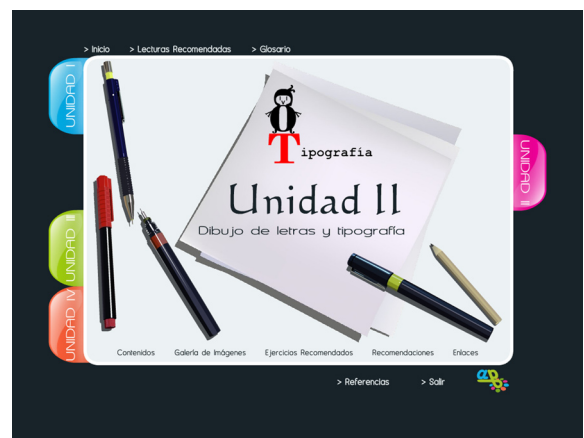 > Inicio > Lecturas Recomendadas > Glosario
UNIDAD I
UNIDAD II
UNIDAD III
UNIDAD IV
Tipografía
Unidad II
Dibujo de letras y tipografía
Contenidos Galería de Imágenes Ejercicios Recomendados Recomendaciones Enlaces
> Referencias > Salir